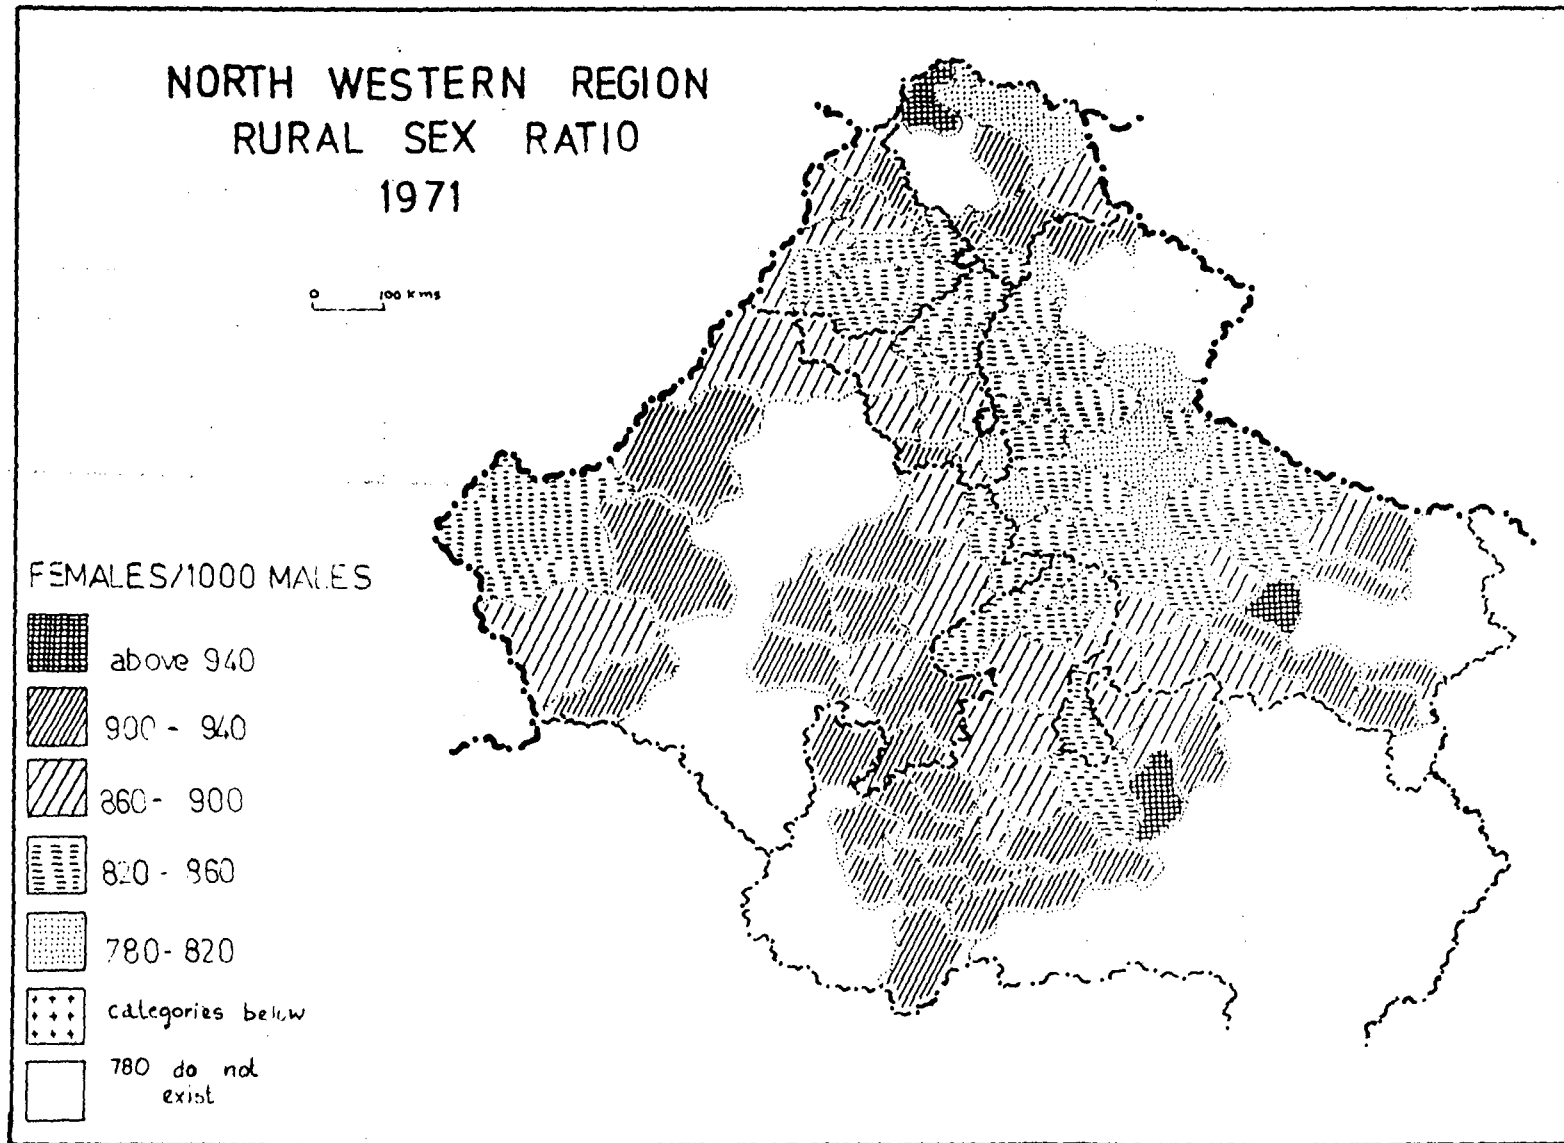 NORTH WESTERN REGION
RURAL SEX RATIO
1971
0 100 kms
FEMALES/1000 MALES
above 940
900 - 940
860 - 900
820 - 860
780 - 820
categories below
780 do not
exist